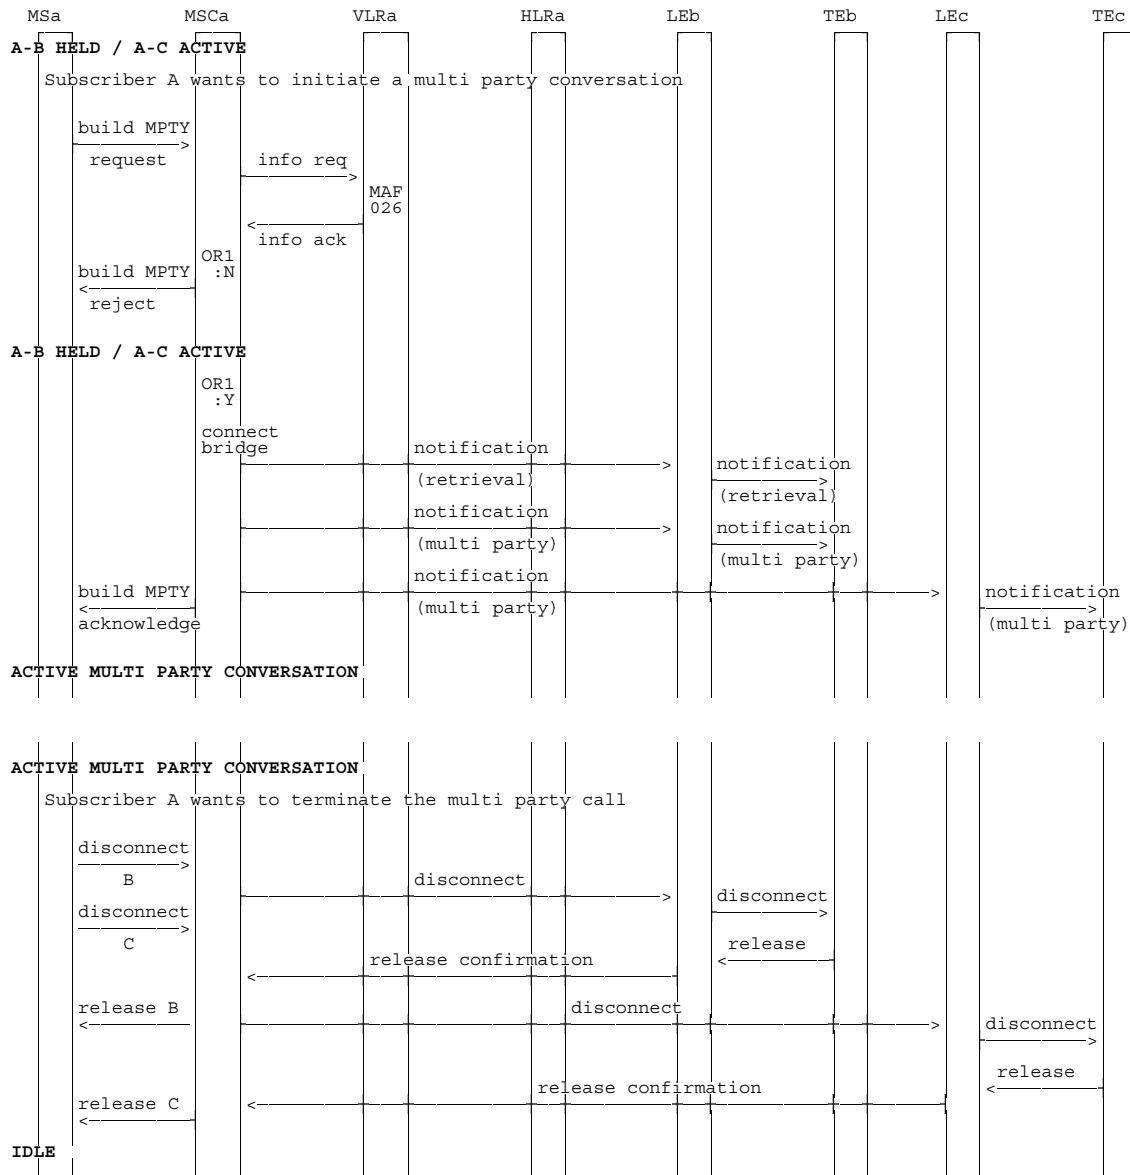 MSa MSCa VLRa HLRa LEb TEb LEc TEc
A-B HELD / A-C ACTIVE
Subscriber A wants to initiate a multi party conversation
build MPTY
request info req
MAF
026
info ack
OR1
build MPTY :N
reject
A-B HELD / A-C ACTIVE
OR1
:Y
connect
bridge notification
notification
(retrieval)
(retrieval)
notification
notification
(multi party)
(multi party)
notification
build MPTY notification
(multi party)
acknowledge (multi party)
ACTIVE MULTI PARTY CONVERSATION
ACTIVE MULTI PARTY CONVERSATION
Subscriber A wants to terminate the multi party call
disconnect
B disconnect
disconnect
disconnect
C release
release confirmation
release B disconnect
disconnect
release
release confirmation
release C
IDLE